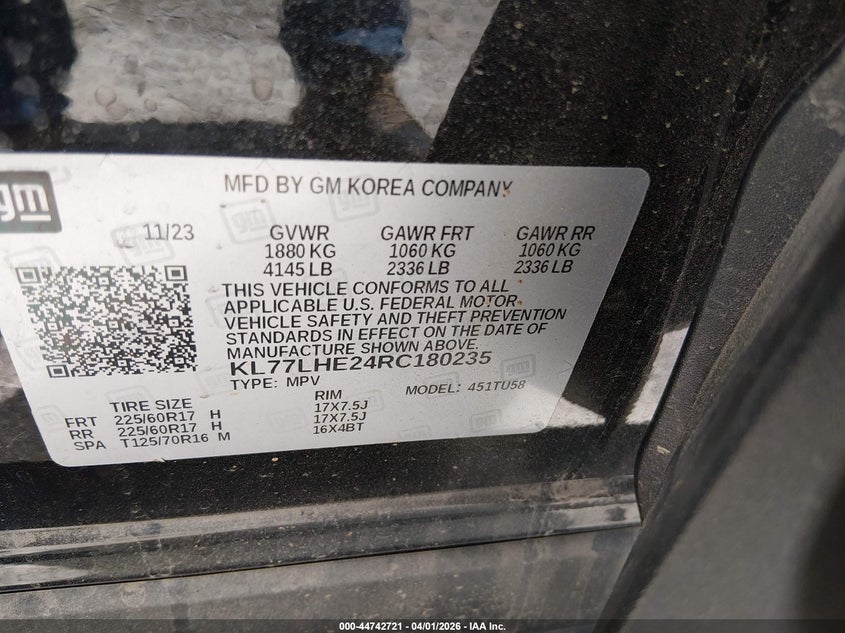 gm
MFD BY GM KOREA COMPANY
11/23
GVWR GAWR FRT GAWR RR
1880 KG 1060 KG 1060 KG
4145 LB 2336 LB 2336 LB
THIS VEHICLE CONFORMS TO ALL
APPLICABLE U.S. FEDERAL MOTOR
VEHICLE SAFETY AND THEFT PREVENTION
STANDARDS IN EFFECT ON THE DATE OF
MANUFACTURE SHOWN ABOVE.
KL77LHE24RC180235
TYPE: MPV MODEL: 451TU58
TIRE SIZE RIM
FRT 225/60R17 H 17X7.5J
RR 225/60R17 H 17X7.5J
SPA T125/70R16 M 16X4BT
000-44742721 - 04/01/2026 - IAA Inc.